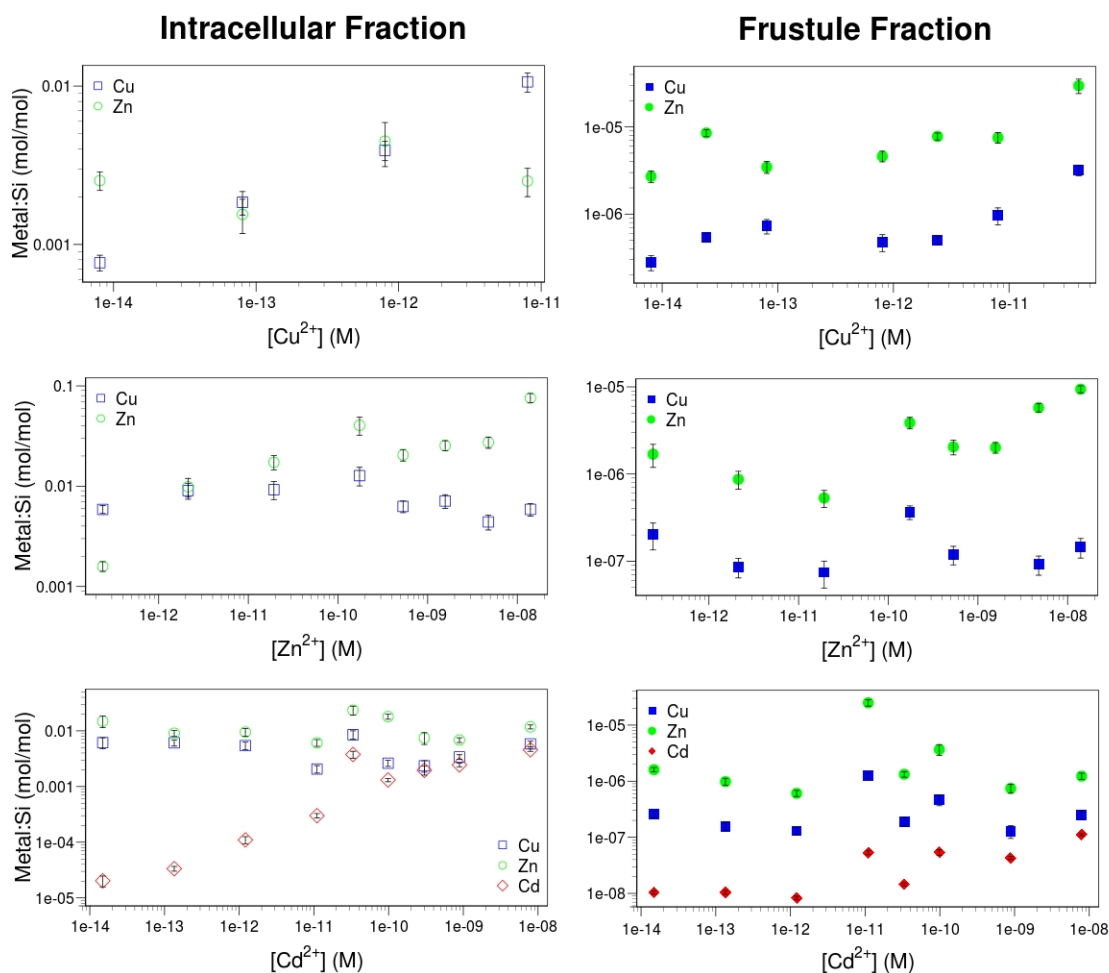 Intracellular Fraction
Frustule Fraction
Metal:Si (mol/mol)
0.01
0.001
Cu
Zn
1e-14 1e-13 1e-12 1e-11
[Cu2+] (M)
1e-05
1e-06
Cu
Zn
1e-14 1e-13 1e-12 1e-11
[Cu2+] (M)
Metal:Si (mol/mol)
0.1
0.01
0.001
Cu
Zn
1e-12 1e-11 1e-10 1e-09 1e-08
[Zn2+] (M)
1e-05
1e-06
1e-07
Cu
Zn
1e-12 1e-11 1e-10 1e-09 1e-08
[Zn2+] (M)
Metal:Si (mol/mol)
0.01
0.001
1e-04
1e-05
Cu
Zn
Cd
1e-14 1e-13 1e-12 1e-11 1e-10 1e-09 1e-08
[Cd2+] (M)
1e-05
1e-06
1e-07
1e-08
Cu
Zn
Cd
1e-14 1e-13 1e-12 1e-11 1e-10 1e-09 1e-08
[Cd2+] (M)